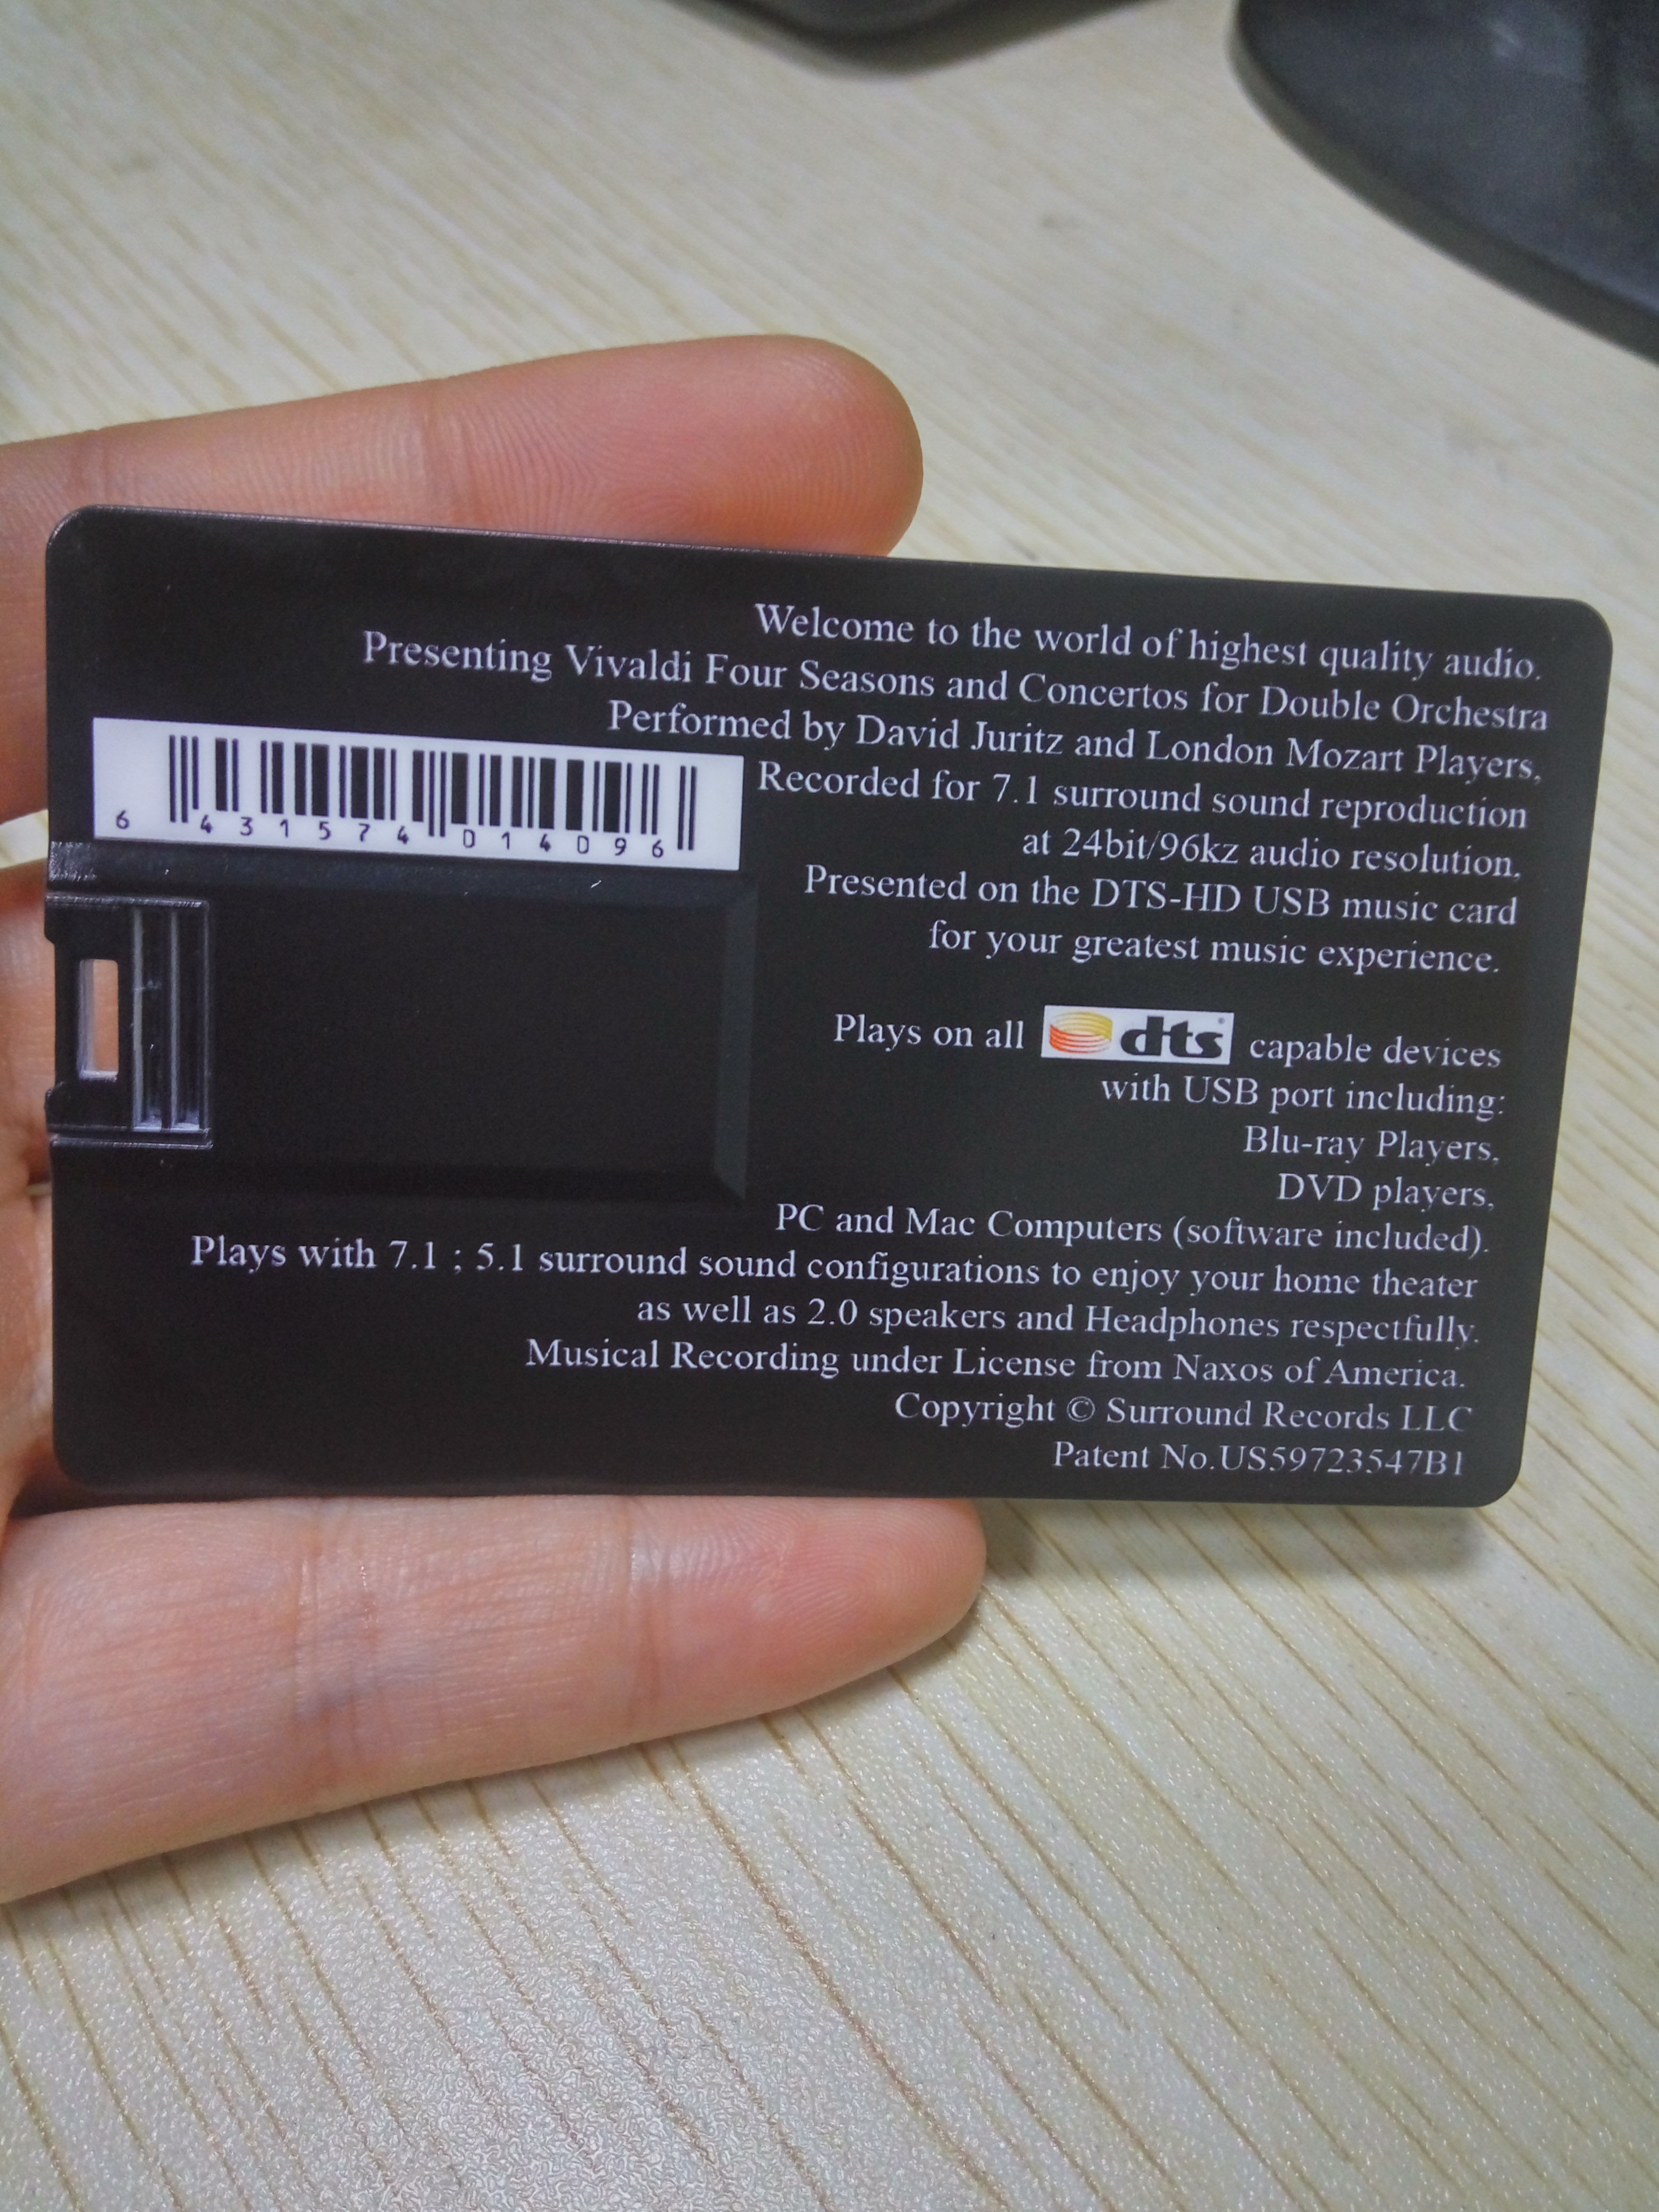 Welcome to the world of highest quality audio.
Presenting Vivaldi Four Seasons and Concertos for Double Orchestra
Performed by David Juritz and London Mozart Players,
Recorded for 7.1 surround sound reproduction
at 24bit/96kz audio resolution,
Presented on the DTS-HD USB music card
for your greatest music experience.
6 43157401409 6
Plays on all dts capable devices
with USB port including:
Blu-ray Players,
DVD players,
PC and Mac Computers (software included).
Plays with 7.1 ; 5.1 surround sound configurations to enjoy your home theater
as well as 2.0 speakers and Headphones respectfully.
Musical Recording under License from Naxos of America.
Copyright © Surround Records LLC
Patent No.US59723547B1